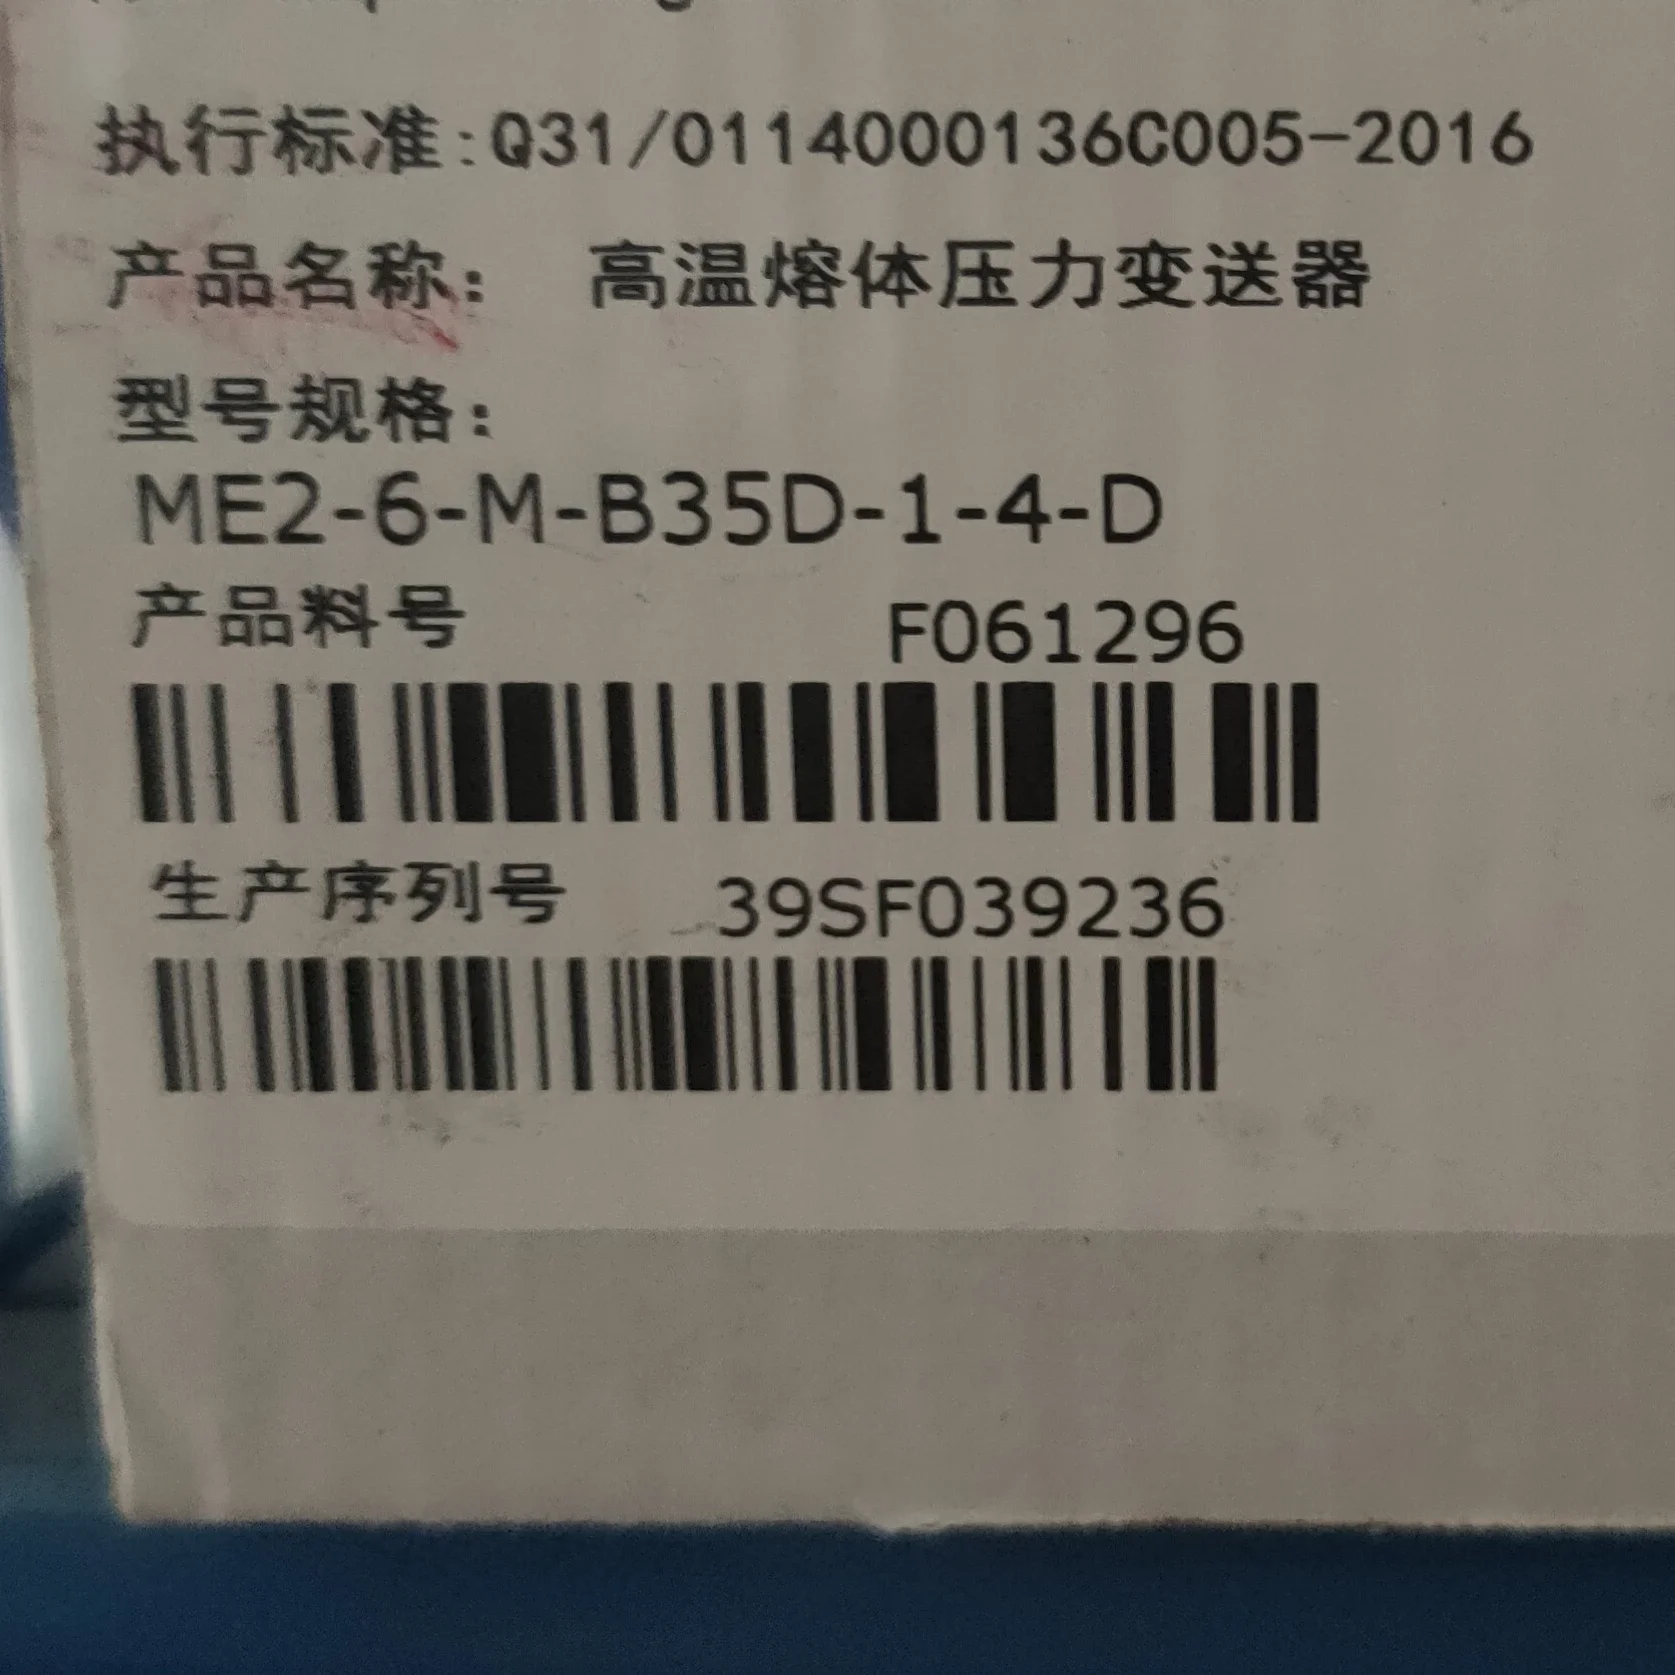 执行标准:Q31/0114000136C005-2016
产品名称： 高温熔体压力变送器
型号规格：
ME2-6-M-B35D-1-4-D
产品料号 F061296
生产序列号 39SF039236